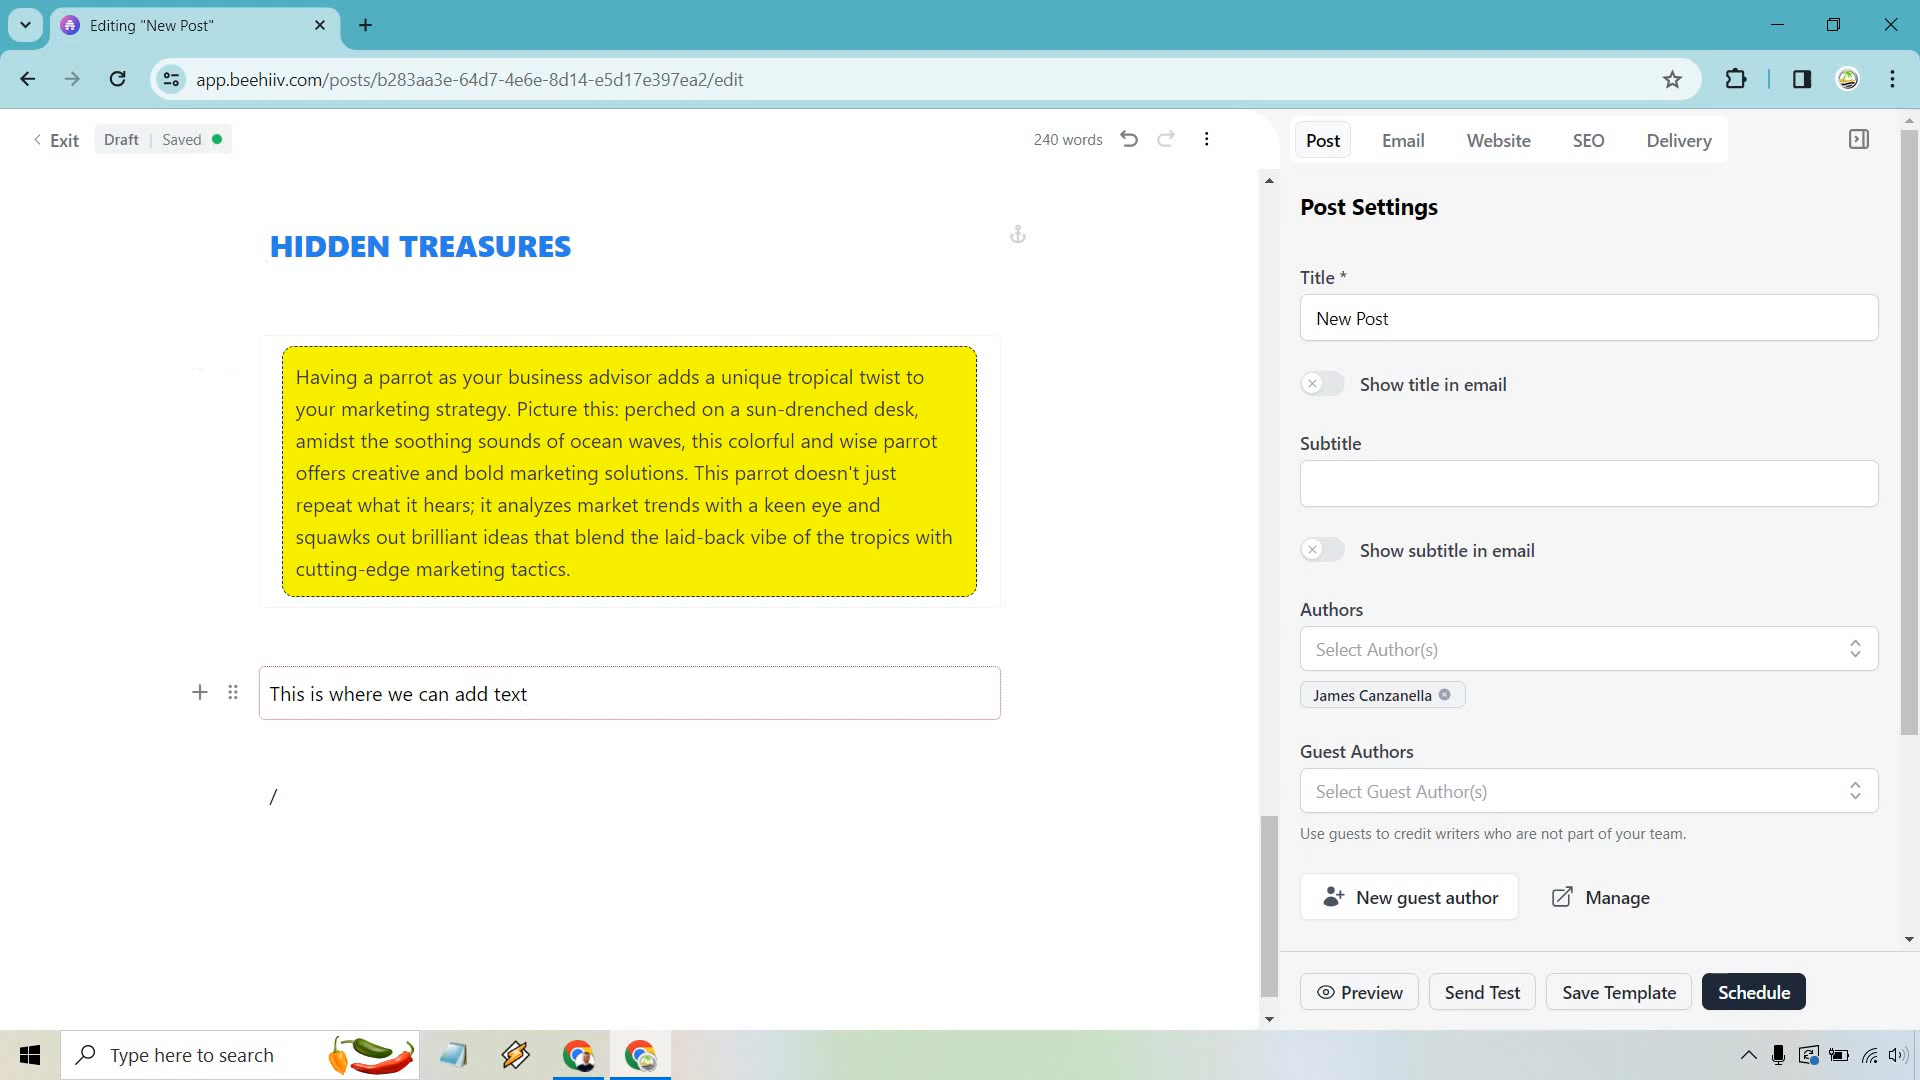 Editing "New Post"
app.beehiiv.com/posts/b283aa3e-64d7-4e6e-8d14-e5d17e397ea2/edit
Exit
Draft | Saved
240 words
Post
Email
Website
SEO
Delivery
HIDDEN TREASURES
Having a parrot as your business advisor adds a unique tropical twist to
your marketing strategy. Picture this: perched on a sun-drenched desk,
amidst the soothing sounds of ocean waves, this colorful and wise parrot
offers creative and bold marketing solutions. This parrot doesn't just
repeat what it hears; it analyzes market trends with a keen eye and
squawks out brilliant ideas that blend the laid-back vibe of the tropics with
cutting-edge marketing tactics.
This is where we can add text
/
Post Settings
Title *
New Post
Show title in email
Subtitle
Show subtitle in email
Authors
Select Author(s)
James Canzanella
Guest Authors
Select Guest Author(s)
Use guests to credit writers who are not part of your team.
New guest author
Manage
Preview
Send Test
Save Template
Schedule
Type here to search